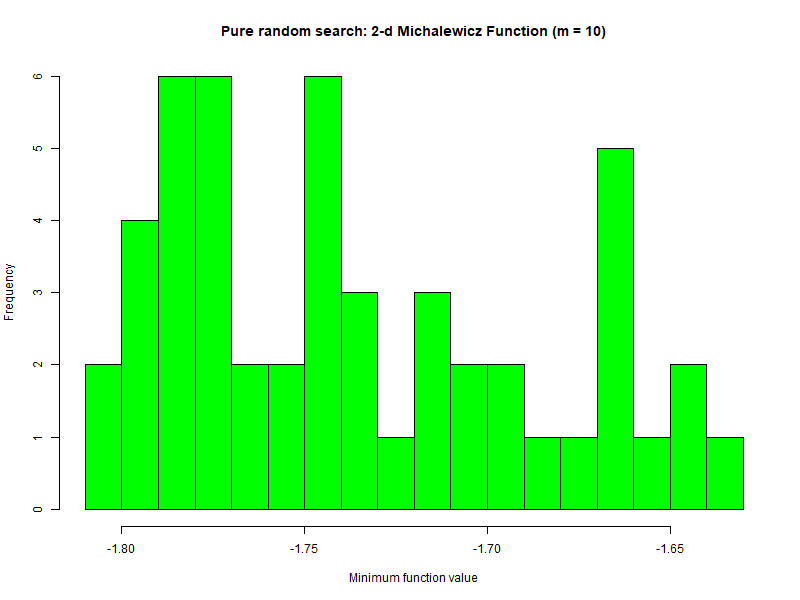 Pure random search: 2-d Michalewicz Function (m = 10)
6
5
4
3
2
1
0
Frequency
-1.80 -1.75 -1.70 -1.65
Minimum function value